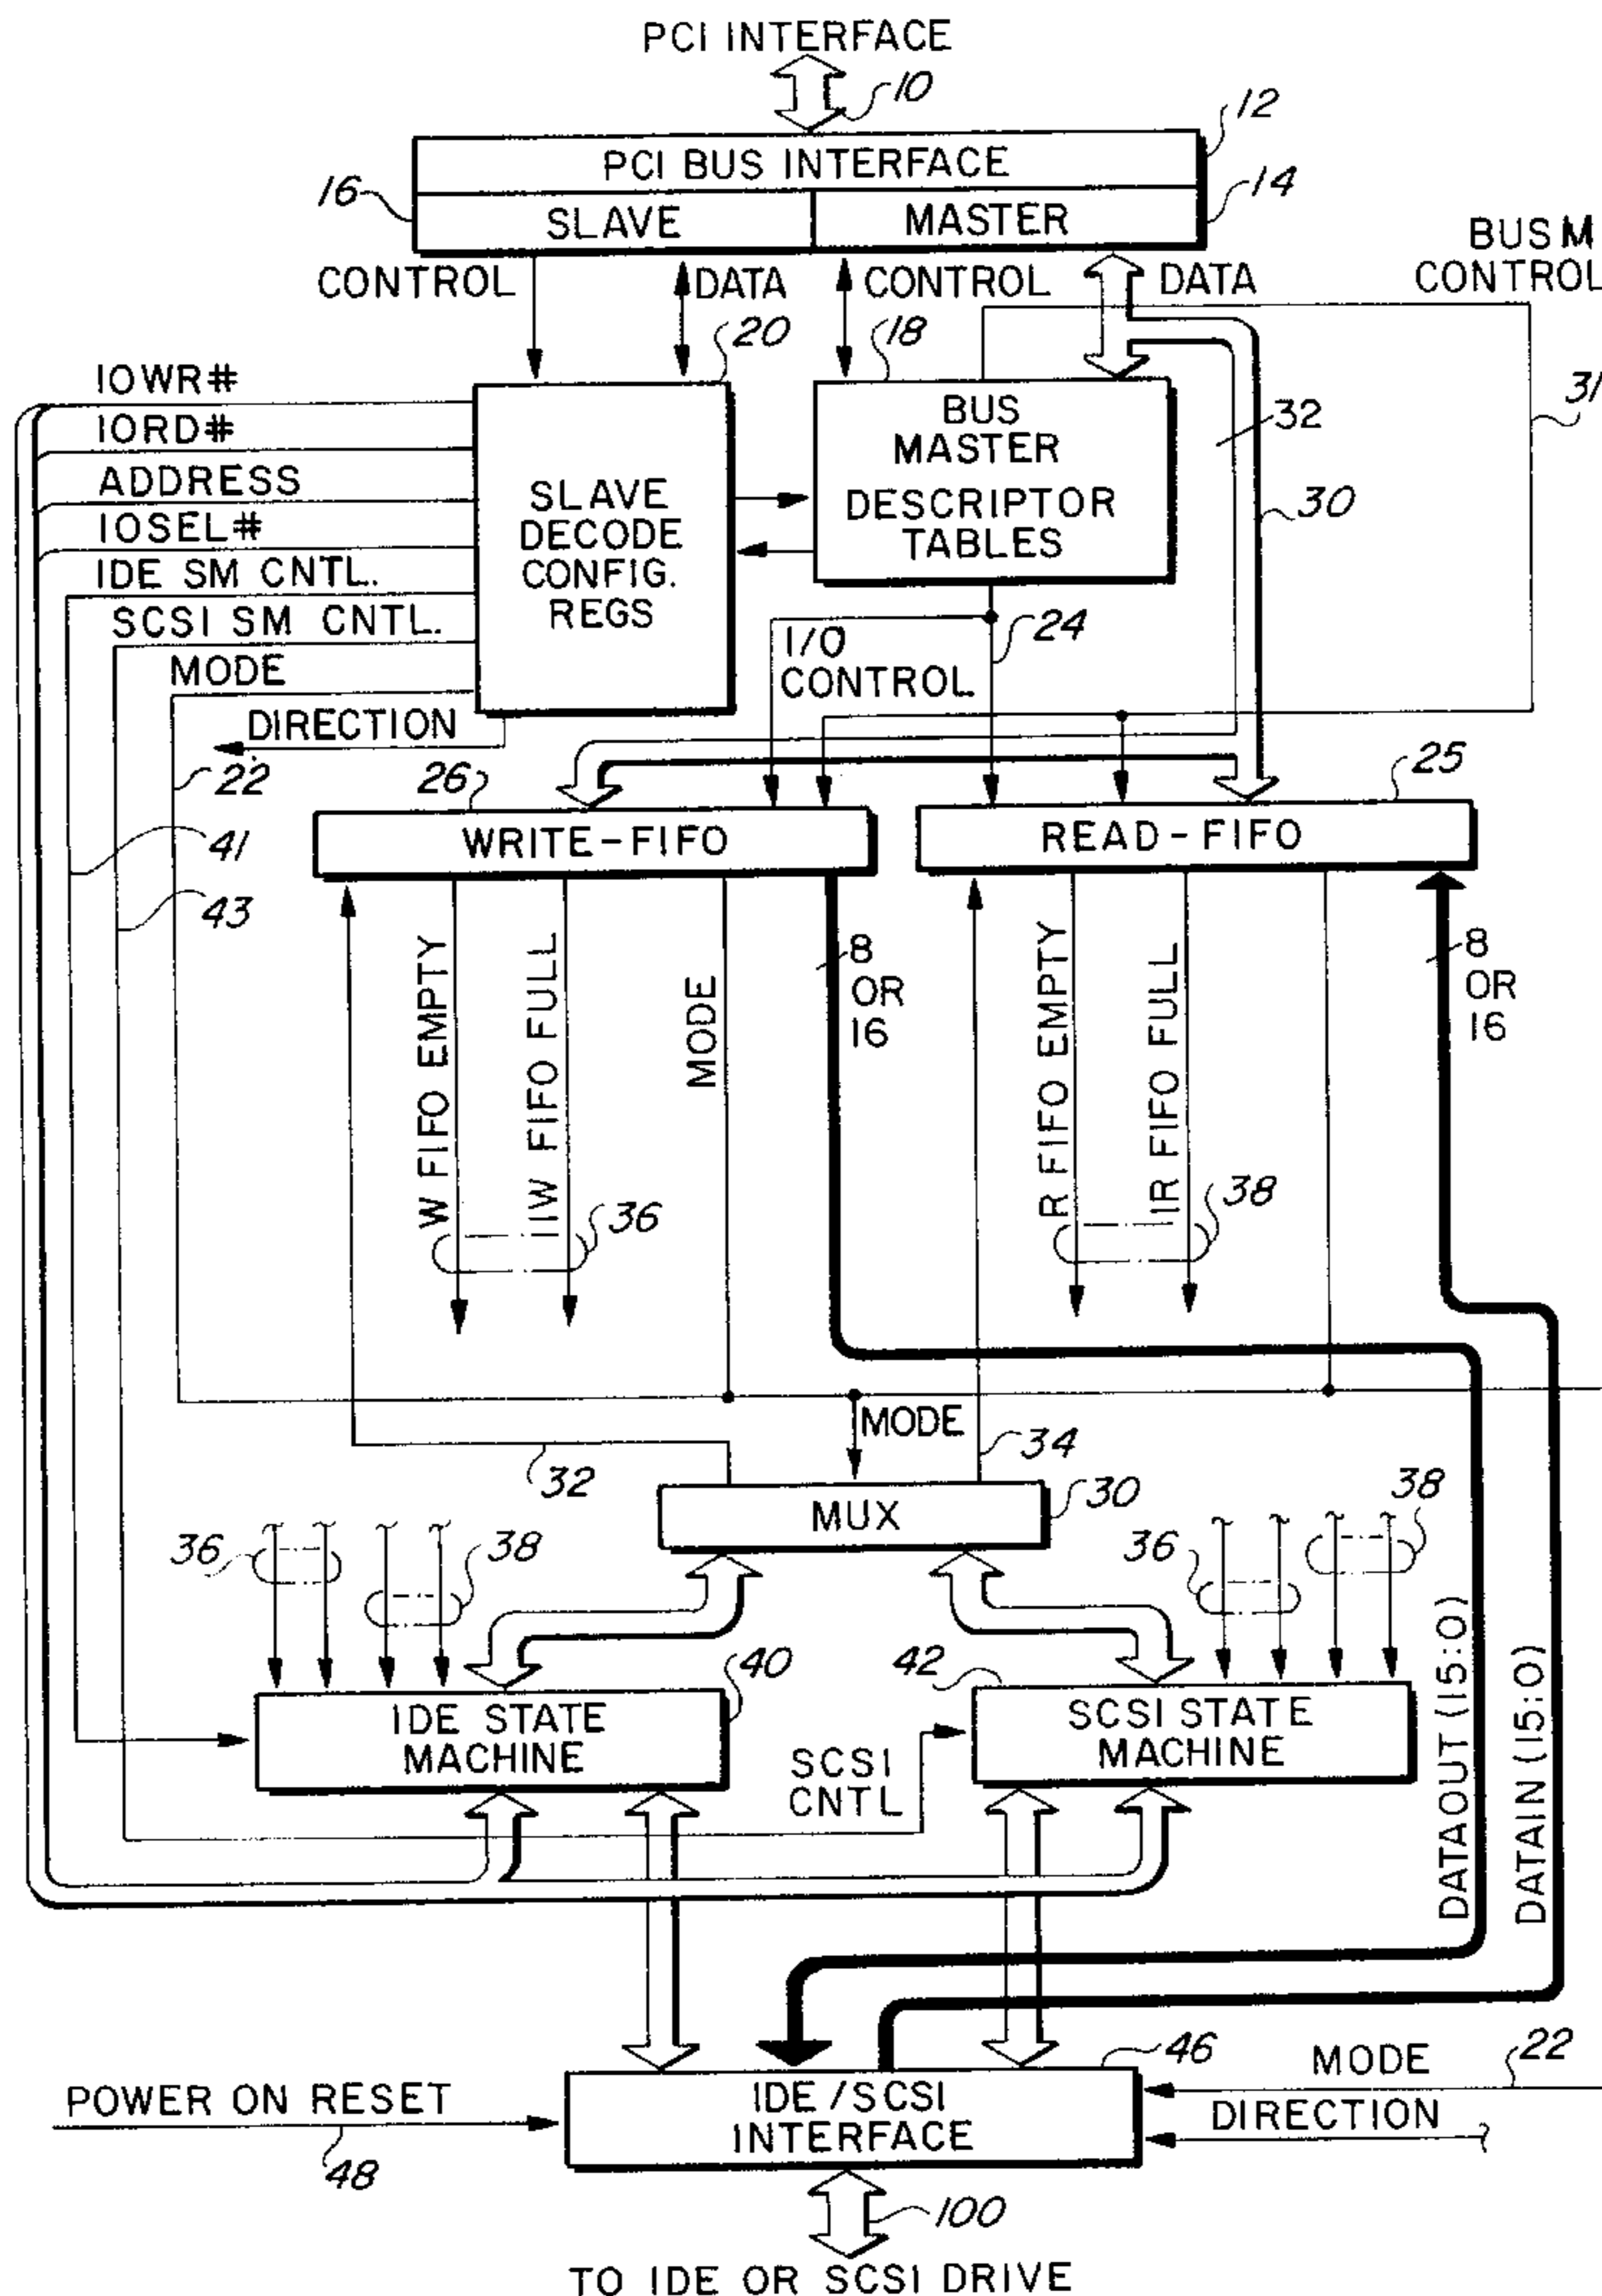 PCI INTERFACE
10
12
PCI BUS INTERFACE
16
SLAVE
MASTER
14
CONTROL
DATA
CONTROL
DATA
BUS M
CONTROL
20
18
IOWR#
IORD#
ADDRESS
IOSEL#
IDE SM CNTL.
SCSI SM CNTL.
MODE
DIRECTION
SLAVE
DECODE
CONFIG.
REGS
BUS
MASTER
DESCRIPTOR
TABLES
32
31
30
24
I/O
CONTROL
22
26
25
WRITE-FIFO
READ-FIFO
41
43
W FIFO EMPTY
IIW FIFO FULL
MODE
8
OR
16
R FIFO EMPTY
IR FIFO FULL
8
OR
16
36
38
MODE
32
34
MUX
30
36
38
36
38
40
42
IDE STATE
MACHINE
SCSI STATE
MACHINE
SCSI
CNTL
DATAOUT (15:0)
DATAIN (15:0)
46
MODE
22
POWER ON RESET
48
IDE/SCSI
INTERFACE
DIRECTION
100
TO IDE OR SCSI DRIVE